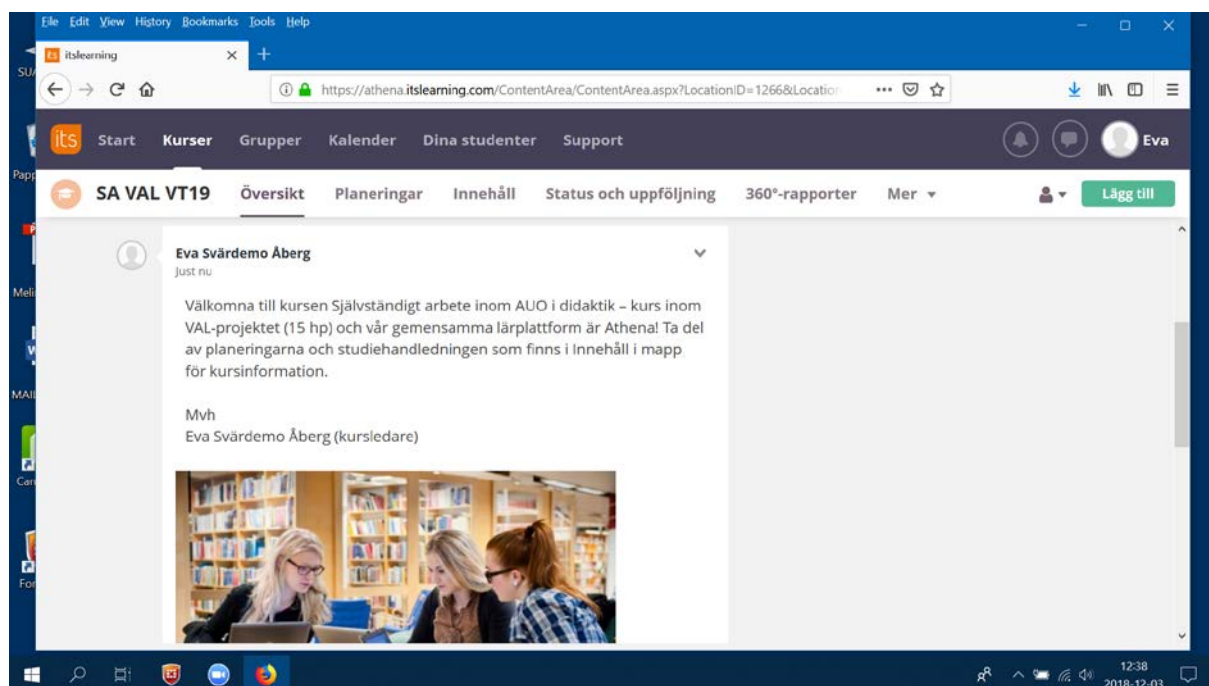 File Edit View History Bookmarks Tools Help
its itslearning
https://athena.itslearning.com/ContentArea/ContentArea.aspx?LocationID=1266&Location
its Start Kurser Grupper Kalender Dina studenter Support Eva
SA VAL VT19 Översikt Planeringar Innehåll Status och uppföljning 360°-rapporter Mer Lägg till
Eva Svärdemo Åberg
Just nu
Välkomna till kursen Självständigt arbete inom AUO i didaktik – kurs inom
VAL-projektet (15 hp) och vår gemensamma lärplattform är Athena! Ta del
av planeringarna och studiehandledningen som finns i Innehåll i mapp
för kursinformation.
Mvh
Eva Svärdemo Åberg (kursledare)
12:38
2018-12-03